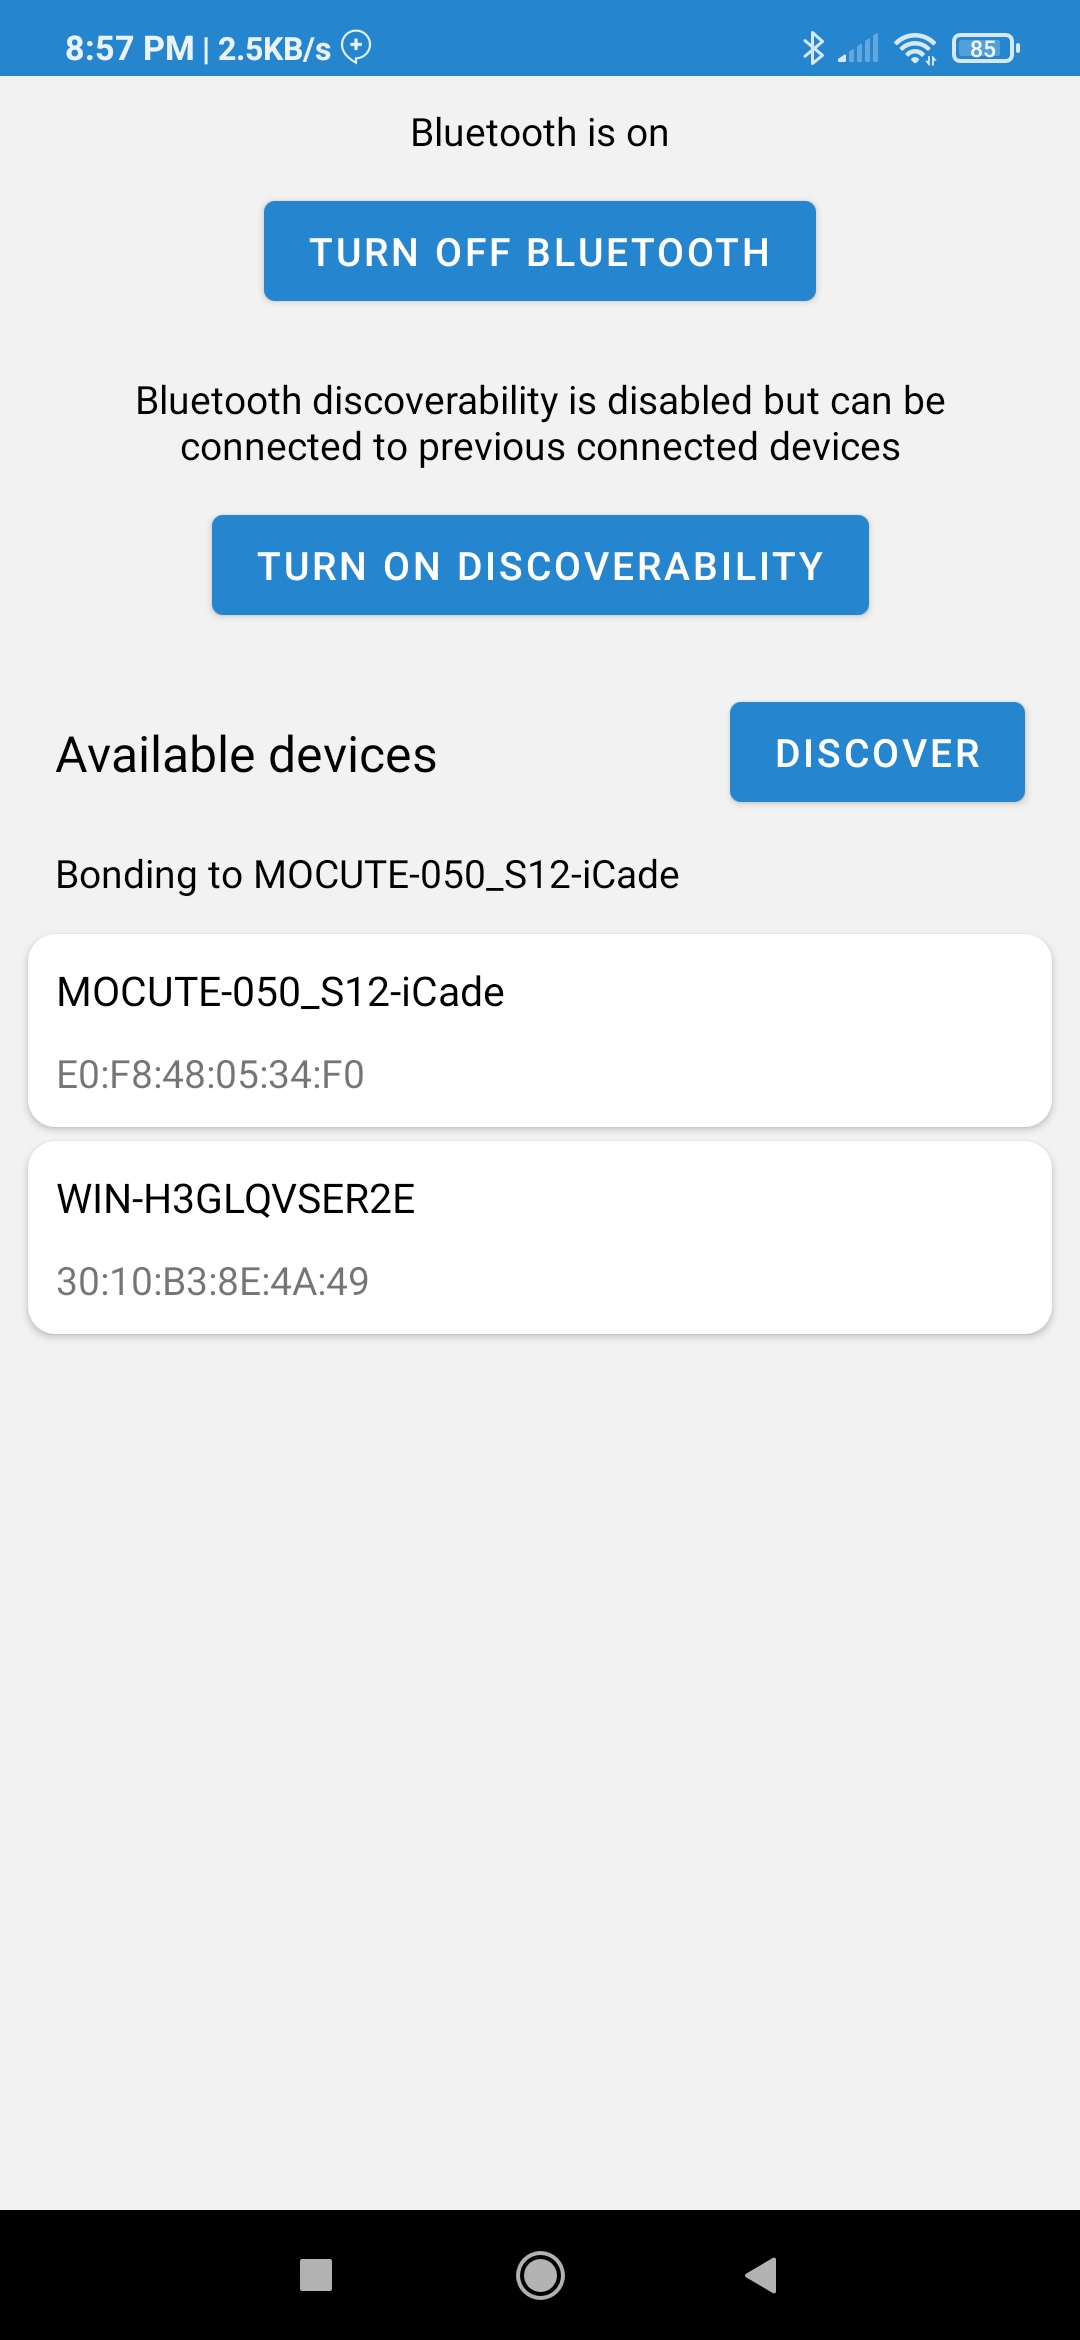 8:57 PM | 2.5KB/s
85
Bluetooth is on
TURN OFF BLUETOOTH
Bluetooth discoverability is disabled but can be
connected to previous connected devices
TURN ON DISCOVERABILITY
Available devices
DISCOVER
Bonding to MOCUTE-050_S12-iCade
MOCUTE-050_S12-iCade
E0:F8:48:05:34:F0
WIN-H3GLQVSER2E
30:10:B3:8E:4A:49